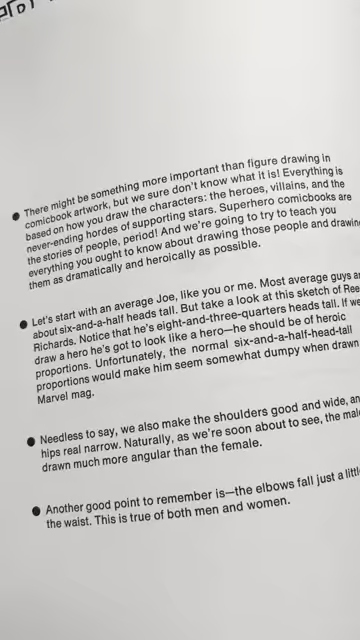 ● There might be something more important than figure drawing in
comicbook artwork, but we sure don't know what it is! Everything is
based on how you draw the characters: the heroes, villains, and the
never-ending hordes of supporting stars. Superhero comicbooks are
the stories of people, period! And we're going to try to teach you
everything you ought to know about drawing those people and drawing
them as dramatically and heroically as possible.
● Let's start with an average Joe, like you or me. Most average guys
about six-and-a-half heads tall. But take a look at this sketch of
Richards. Notice that he's eight-and-three-quarters heads tall. If
draw a hero he's got to look like a hero—he should be of heroic
proportions. Unfortunately, the normal six-and-a-half-head-tall
proportions would make him seem somewhat dumpy when drawn
Marvel mag.
● Needless to say, we also make the shoulders good and wide,
hips real narrow. Naturally, as we're soon about to see, the
drawn much more angular than the female.
● Another good point to remember is—the elbows fall just a
the waist. This is true of both men and women.